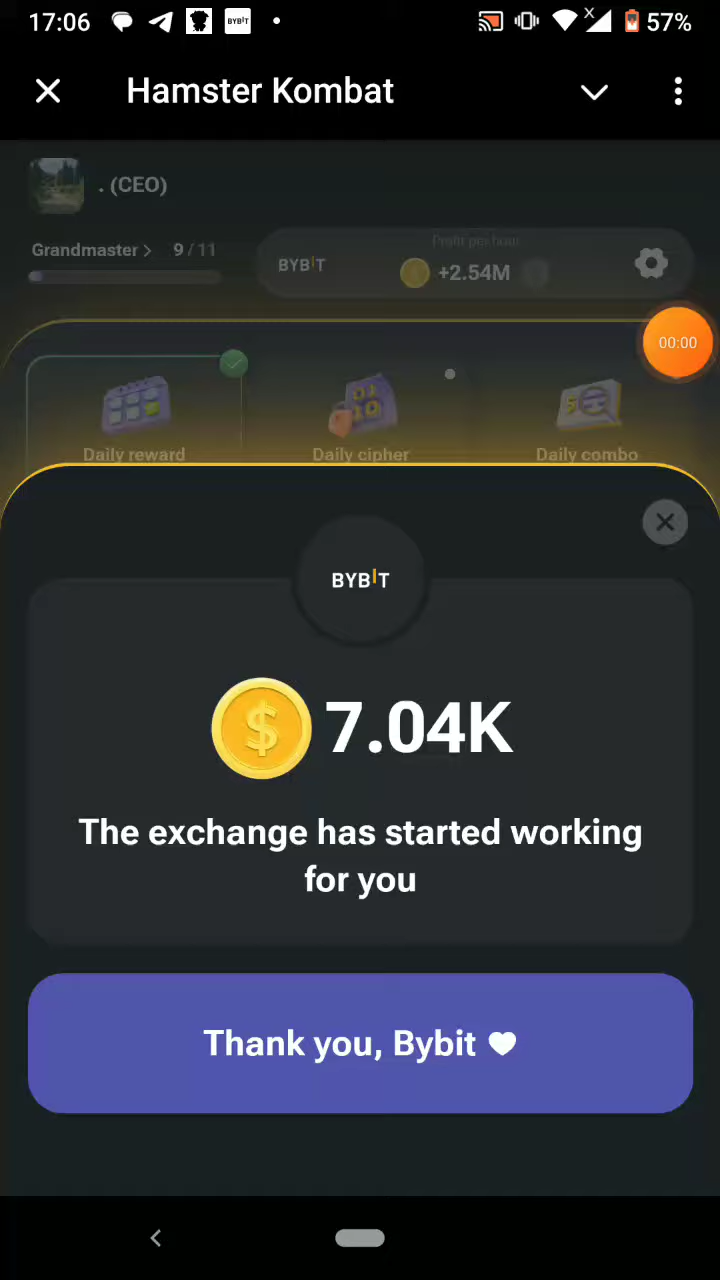 17:06 BYBIT 57%
Hamster Kombat
. (CEO)
Grandmaster > 9 / 11
Profit per hour
BYBIT +2.54M
00:00
Daily reward Daily cipher Daily combo
BYBIT
7.04K
The exchange has started working
for you
Thank you, Bybit